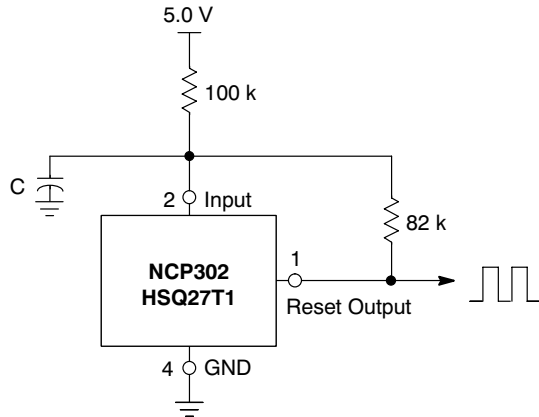 5.0 V
100 k
C
2 Input
82 k
NCP302
HSQ27T1
1
Reset Output
4 GND